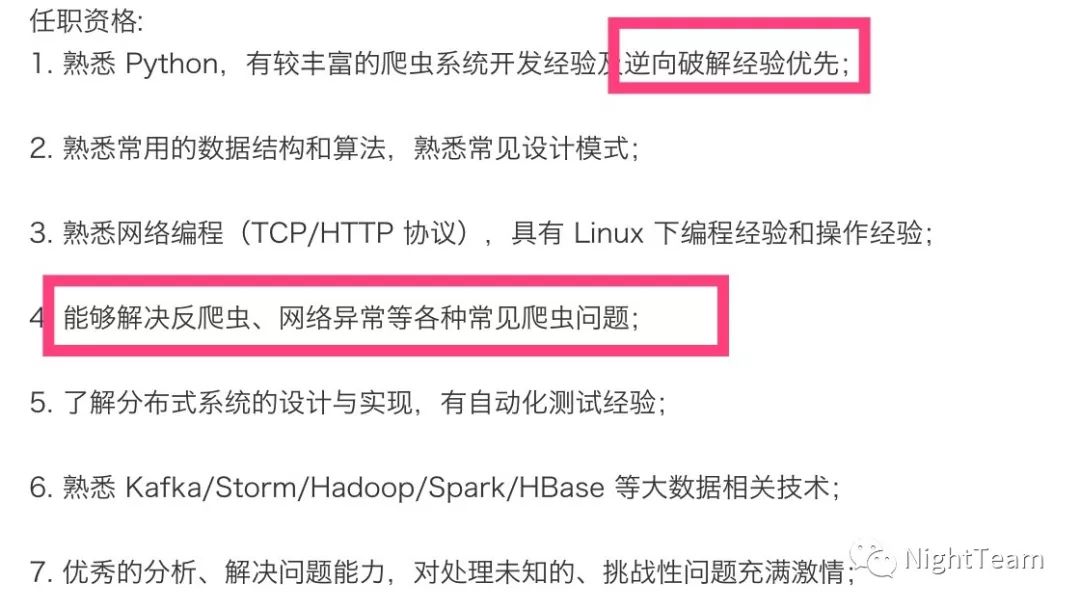 任职资格:
1. 熟悉 Python，有较丰富的爬虫系统开发经验及逆向破解经验优先；
2. 熟悉常用的数据结构和算法，熟悉常见设计模式；
3. 熟悉网络编程（TCP/HTTP 协议），具有 Linux 下编程经验和操作经验；
4 能够解决反爬虫、网络异常等各种常见爬虫问题；
5. 了解分布式系统的设计与实现，有自动化测试经验；
6. 熟悉 Kafka/Storm/Hadoop/Spark/HBase 等大数据相关技术；
7. 优秀的分析、解决问题能力，对处理未知的、挑战性问题充满激情；
NightTeam